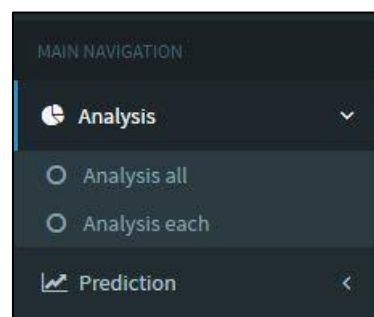 MAIN NAVIGATION
Analysis
Analysis all
Analysis each
Prediction